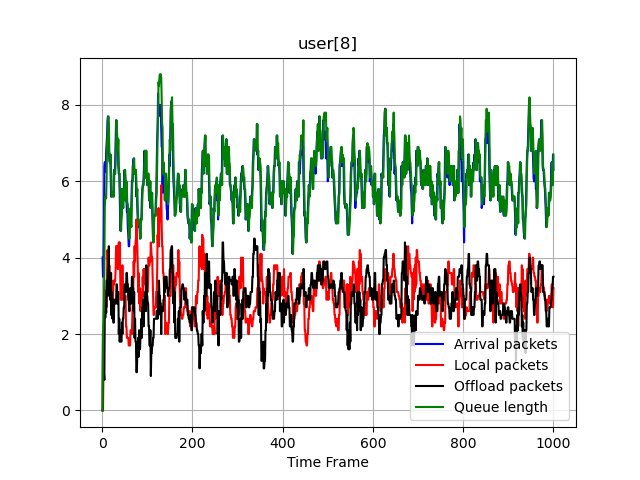 user[8]
8
6
4
2
0
Arrival packets
Local packets
Offload packets
Queue length
0 200 400 600 800 1000
Time Frame